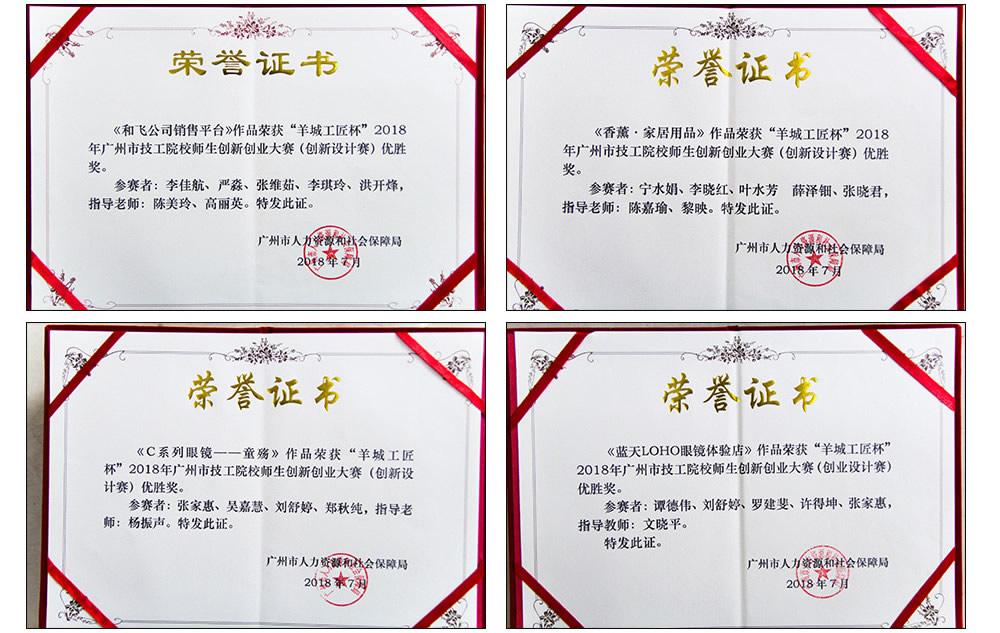 荣誉证书
《和飞公司销售平台》作品荣获“羊城工匠杯”2018
年广州市技工院校师生创新创业大赛（创新设计赛）优胜
奖。
参赛者：李佳航、严淼、张维茹、李琪玲、洪开烽，
指导老师：陈美玲、高丽英。特发此证。
广州市人力资源和社会保障局
2018年7月
荣誉证书
《香薰·家居用品》作品荣获“羊城工匠杯”2018
年广州市技工院校师生创新创业大赛（创新设计赛）优胜
奖。
参赛者：宁水娟、李晓红、叶水芳 薛泽钿、张晓君，
指导老师：陈嘉瑜、黎映。特发此证。
广州市人力资源和社会保障局
2018年7月
荣誉证书
《C系列眼镜——童殇》作品荣获“羊城工匠
杯”2018年广州市技工院校师生创新创业大赛（创新设
计赛）优胜奖。
参赛者：张家惠、吴嘉慧、刘舒婷、郑秋纯，指导老
师：杨振声。特发此证。
广州市人力资源和社会保障局
2018年7月
荣誉证书
《蓝天LOHO眼镜体验店》作品荣获“羊城工匠杯”
2018年广州市技工院校师生创新创业大赛（创业设计赛）
优胜奖。
参赛者：谭德伟、刘舒婷、罗建斐、许得坤、张家惠，
指导教师：文晓平。
特发此证。
广州市人力资源和社会保障局
2018年7月